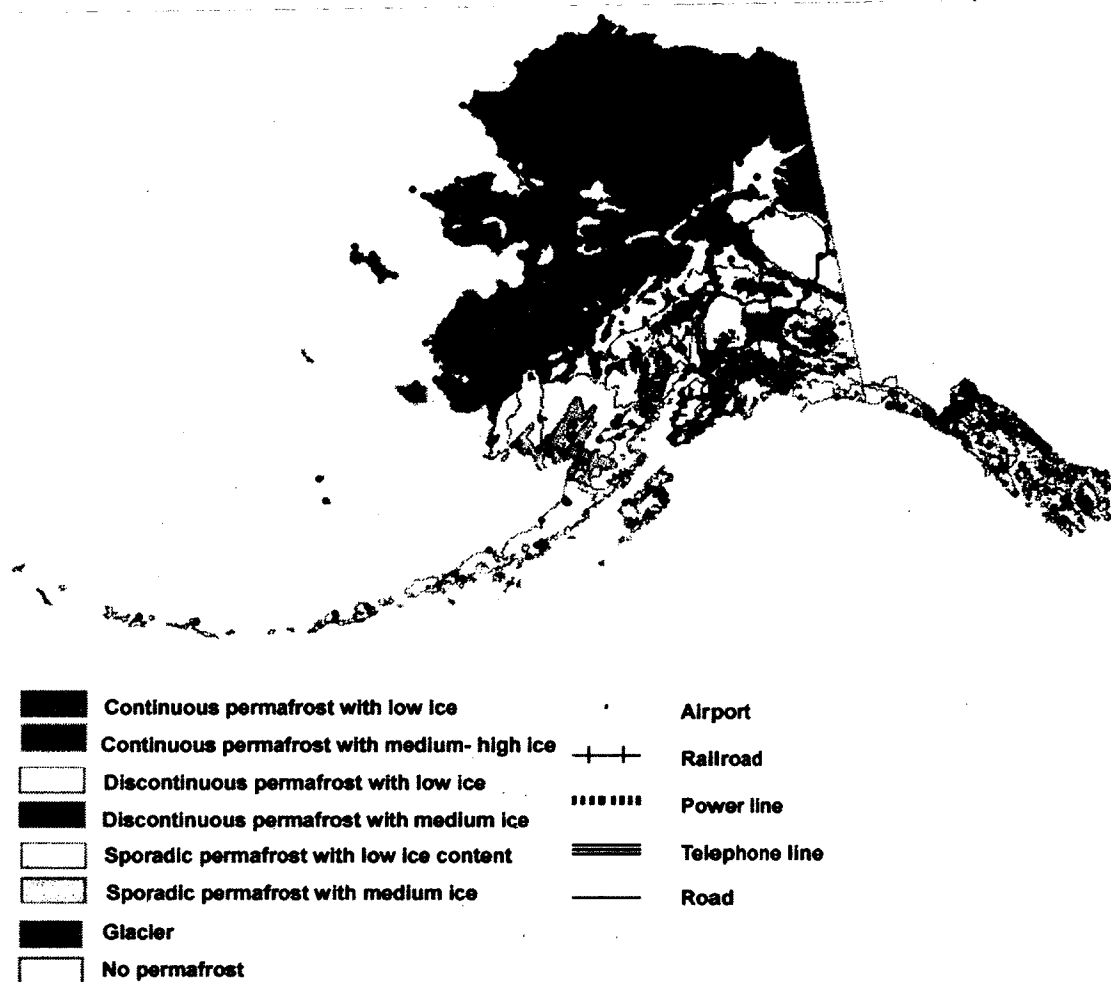 Continuous permafrost with low ice
Continuous permafrost with medium- high ice
Discontinuous permafrost with low ice
Discontinuous permafrost with medium ice
Sporadic permafrost with low ice content
Sporadic permafrost with medium ice
Glacier
No permafrost
Airport
Railroad
Power line
Telephone line
Road